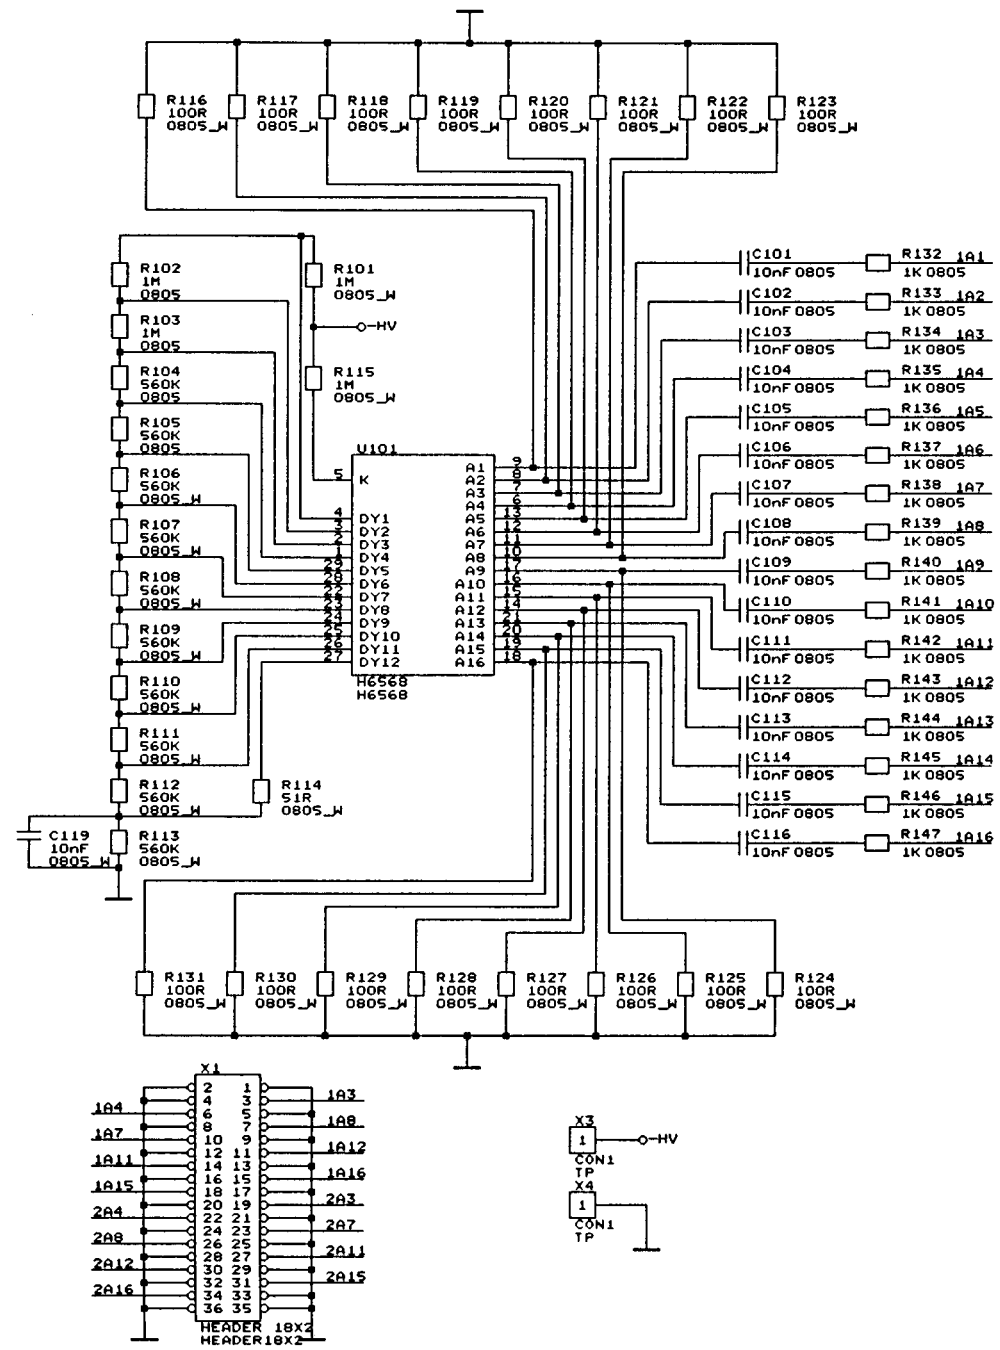 R116
100R
0805_W
R117
100R
0805_W
R118
100R
0805_W
R119
100R
0805_W
R120
100R
0805_W
R121
100R
0805_W
R122
100R
0805_W
R123
100R
0805_W
R102
1M
0805
R103
1M
0805
R104
560K
0805
R105
560K
0805
R106
560K
0805_W
R107
560K
0805_W
R108
560K
0805_W
R109
560K
0805_W
R110
560K
0805_W
R111
560K
0805_W
R112
560K
0805_W
R113
560K
0805_W
C119
10nF
0805_W
R101
1M
0805_W
-HV
R115
1M
0805_W
R114
51R
0805_W
U101
5 K
4 DY1
3 DY2
2 DY3
1 DY4
29 DY5
28 DY6
DY7
23 DY8
24 DY9
25 DY10
26 DY11
27 DY12
A1 9
A2 8
A3 7
A4 6
A5 13
A6 12
A7 11
A8 10
A9 17
A10 16
A11 15
A12 14
A13 21
A14 20
A15 19
A16 18
H6568
H6568
C101
10nF 0805
R132 1A1
1K 0805
C102
10nF 0805
R133 1A2
1K 0805
C103
10nF 0805
R134 1A3
1K 0805
C104
10nF 0805
R135 1A4
1K 0805
C105
10nF 0805
R136 1A5
1K 0805
C106
10nF 0805
R137 1A6
1K 0805
C107
10nF 0805
R138 1A7
1K 0805
C108
10nF 0805
R139 1A8
1K 0805
C109
10nF 0805
R140 1A9
1K 0805
C110
10nF 0805
R141 1A10
1K 0805
C111
10nF 0805
R142 1A11
1K 0805
C112
10nF 0805
R143 1A12
1K 0805
C113
10nF 0805
R144 1A13
1K 0805
C114
10nF 0805
R145 1A14
1K 0805
C115
10nF 0805
R146 1A15
1K 0805
C116
10nF 0805
R147 1A16
1K 0805
R131
100R
0805_W
R130
100R
0805_W
R129
100R
0805_W
R128
100R
0805_W
R127
100R
0805_W
R126
100R
0805_W
R125
100R
0805_W
R124
100R
0805_W
X1
2 1
4 3 1A3
1A4 6 5
8 7 1A8
1A7 10 9
12 11 1A12
1A11 14 13
16 15 1A16
1A15 18 17
20 19 2A3
2A4 22 21
24 23 2A7
2A8 26 25
28 27 2A11
2A12 30 29
32 31 2A15
2A16 34 33
36 35
HEADER 18X2
HEADER18X2
X3
1 -HV
CON1
TP
X4
1
CON1
TP